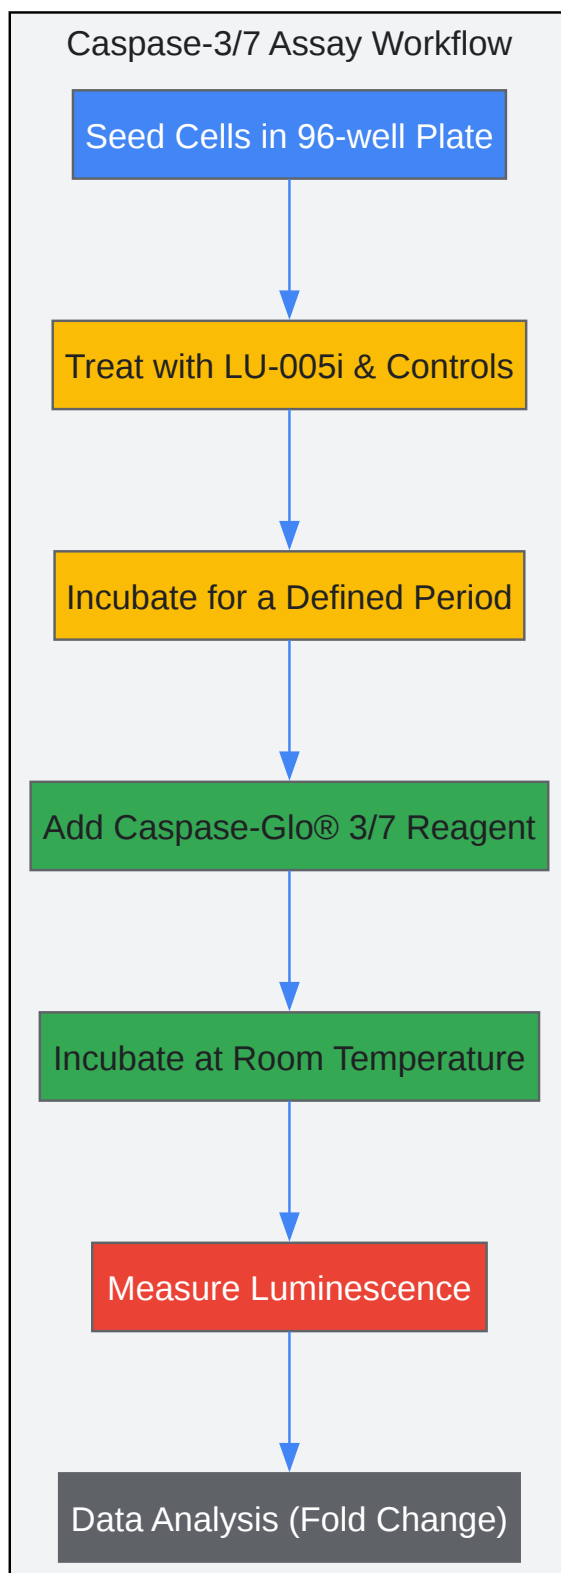 Caspase-3/7 Assay Workflow
Seed Cells in 96-well Plate
Treat with LU-005i & Controls
Incubate for a Defined Period
Add Caspase-Glo® 3/7 Reagent
Incubate at Room Temperature
Measure Luminescence
Data Analysis (Fold Change)